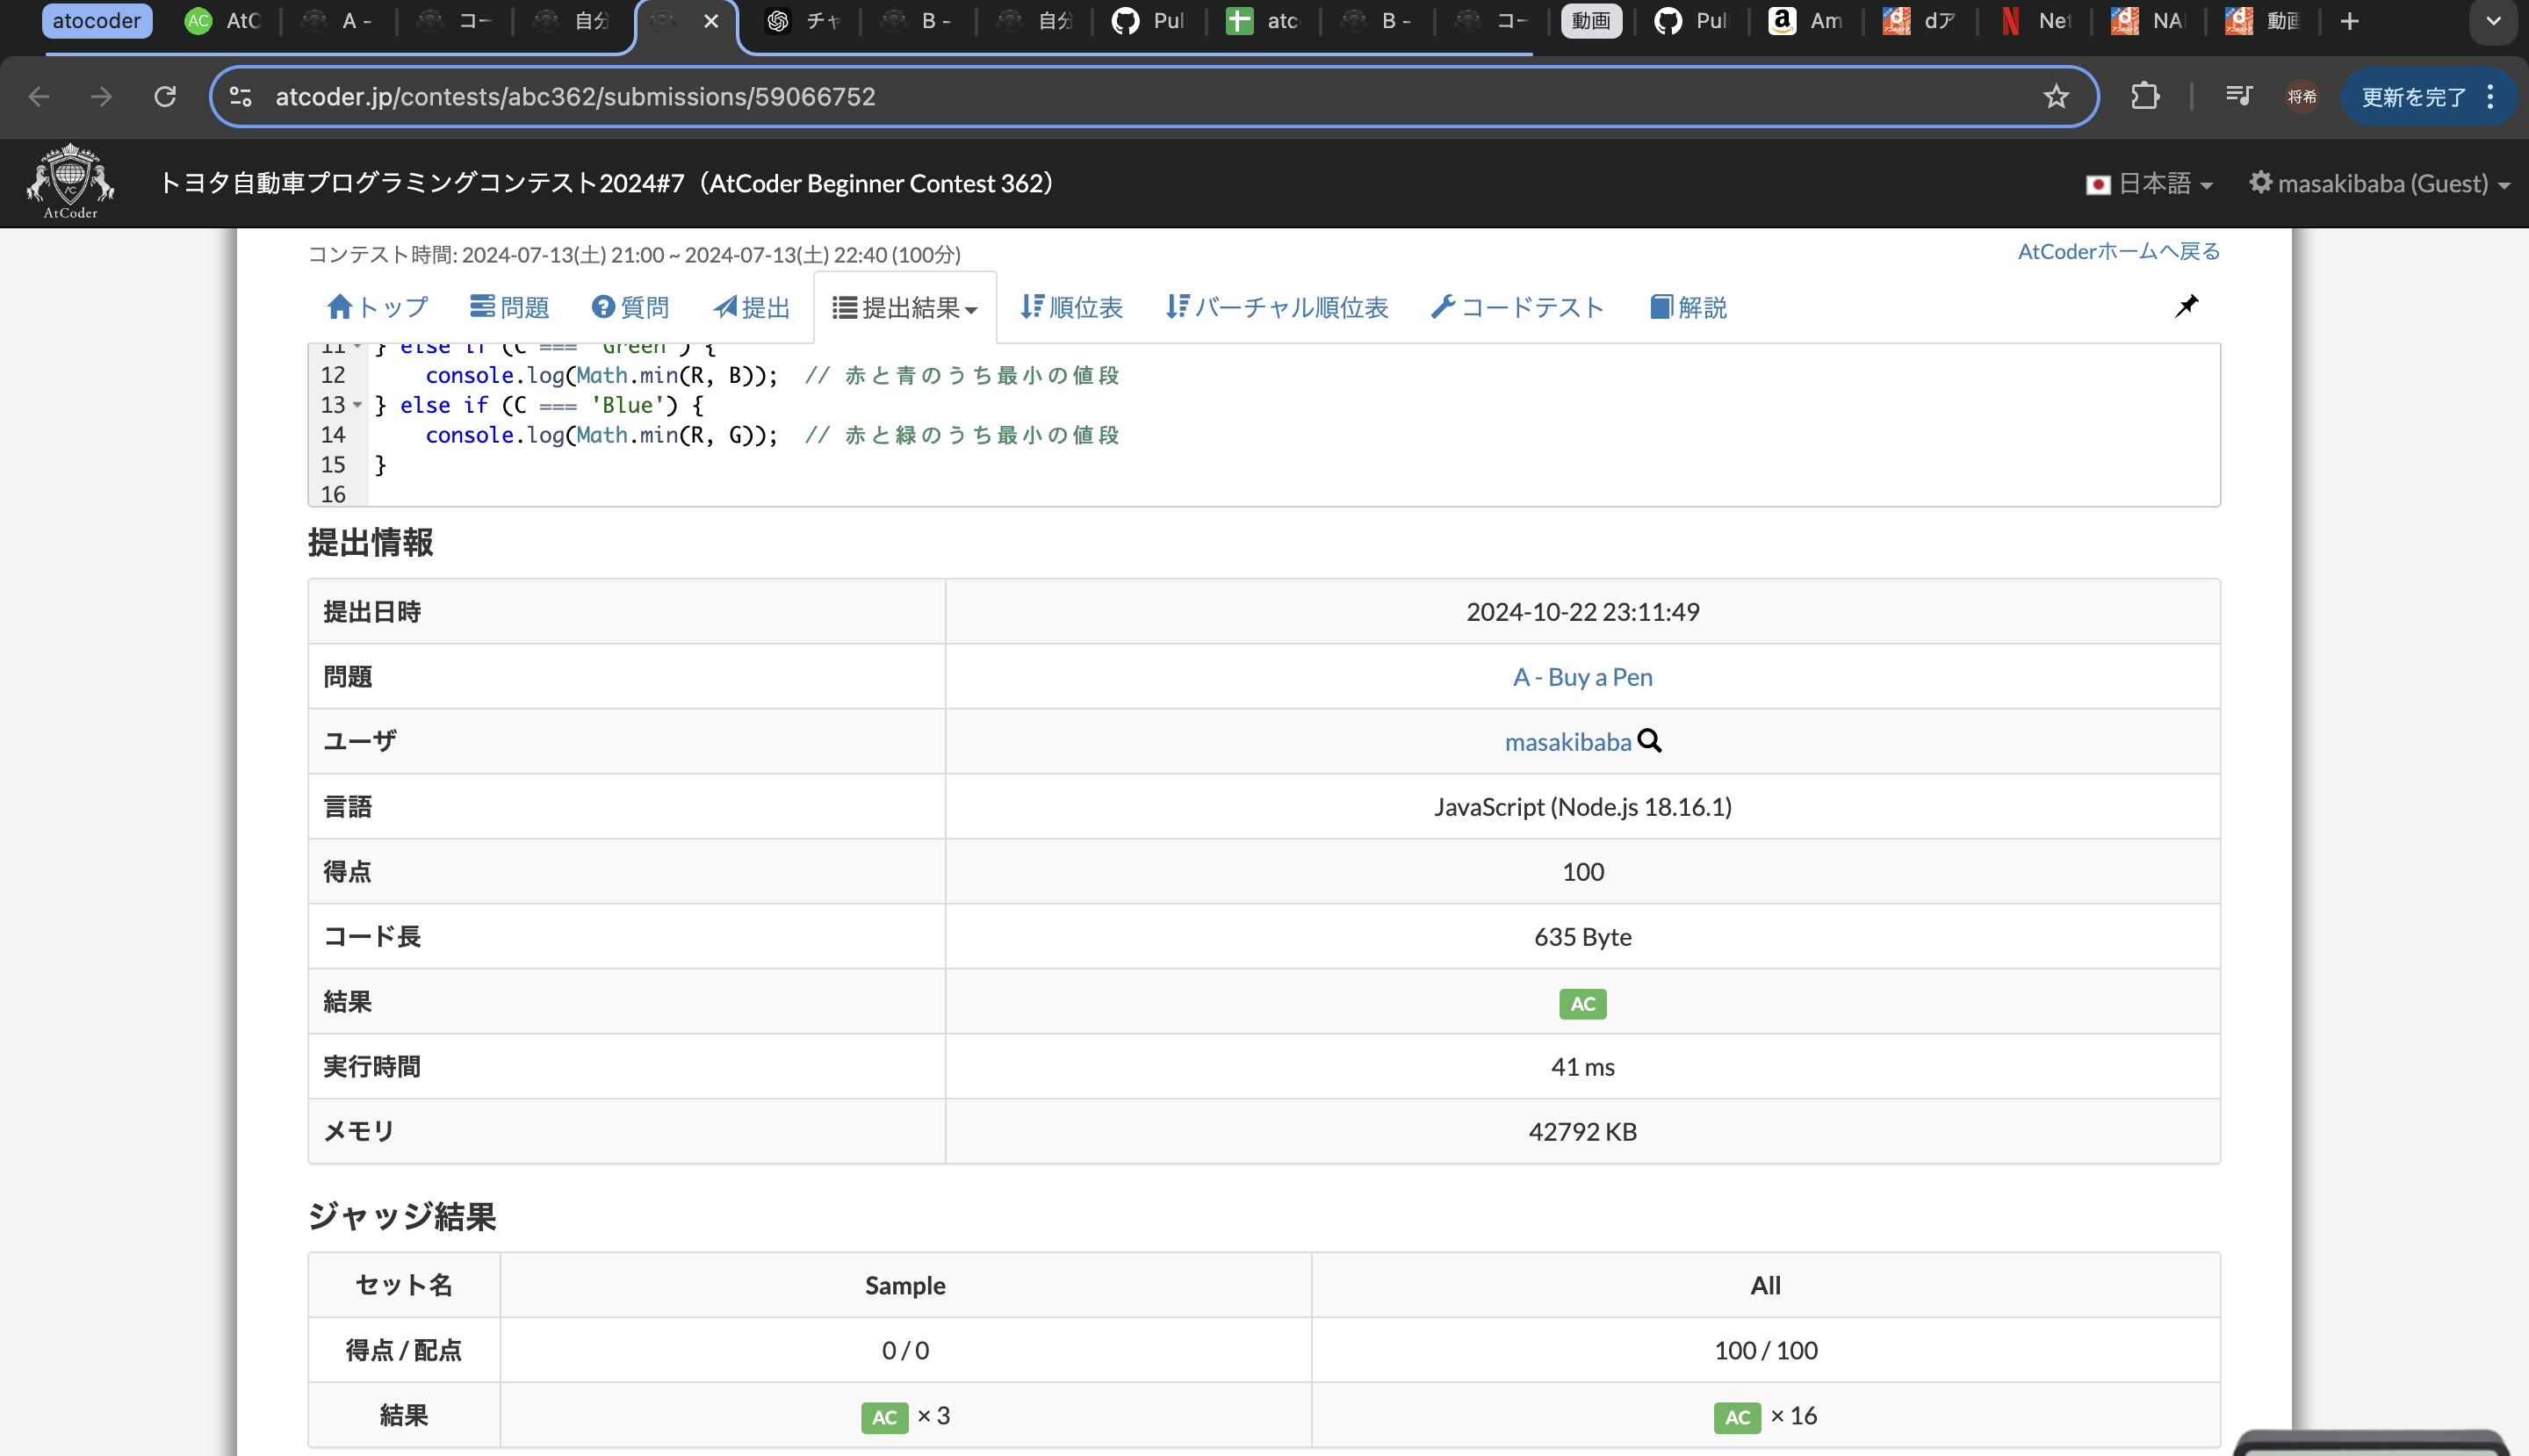 atocoder AtC A - コー 自分 チャ B - 自分 Pul atc B - コー 動画 Pul Am dア Net NA 動画
atcoder.jp/contests/abc362/submissions/59066752 将希 更新を完了
AtCoder トヨタ自動車プログラミングコンテスト2024#7（AtCoder Beginner Contest 362） 日本語 masakibaba (Guest)
コンテスト時間: 2024-07-13(土) 21:00 ~ 2024-07-13(土) 22:40 (100分) AtCoderホームへ戻る
トップ 問題 質問 提出 提出結果 順位表 バーチャル順位表 コードテスト 解説
11 } else if (C === 'Green') {
12 console.log(Math.min(R, B)); // 赤と青のうち最小の値段
13 } else if (C === 'Blue') {
14 console.log(Math.min(R, G)); // 赤と緑のうち最小の値段
15 }
16
提出情報
提出日時 2024-10-22 23:11:49
問題 A - Buy a Pen
ユーザ masakibaba
言語 JavaScript (Node.js 18.16.1)
得点 100
コード長 635 Byte
結果 AC
実行時間 41 ms
メモリ 42792 KB
ジャッジ結果
セット名 Sample All
得点 / 配点 0 / 0 100 / 100
結果 AC × 3 AC × 16